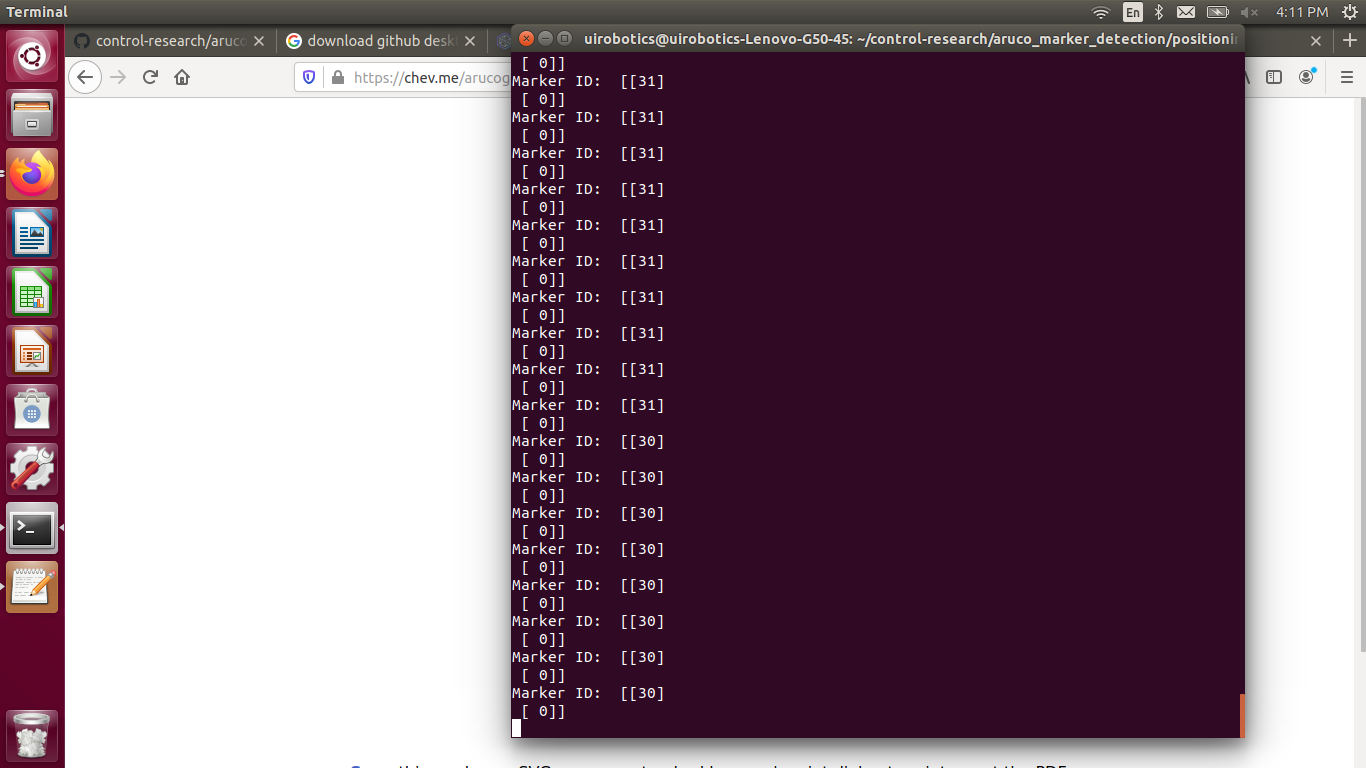 Terminal
En
4:11 PM
control-research/aruco
download github desk
uirobotics@uirobotics-Lenovo-G50-45: ~/control-research/aruco_marker_detection/positionin
https://chev.me/arucog
[ 0]]
Marker ID:  [[31]
[ 0]]
Marker ID:  [[31]
[ 0]]
Marker ID:  [[31]
[ 0]]
Marker ID:  [[31]
[ 0]]
Marker ID:  [[31]
[ 0]]
Marker ID:  [[31]
[ 0]]
Marker ID:  [[31]
[ 0]]
Marker ID:  [[31]
[ 0]]
Marker ID:  [[31]
[ 0]]
Marker ID:  [[31]
[ 0]]
Marker ID:  [[30]
[ 0]]
Marker ID:  [[30]
[ 0]]
Marker ID:  [[30]
[ 0]]
Marker ID:  [[30]
[ 0]]
Marker ID:  [[30]
[ 0]]
Marker ID:  [[30]
[ 0]]
Marker ID:  [[30]
[ 0]]
Marker ID:  [[30]
[ 0]]